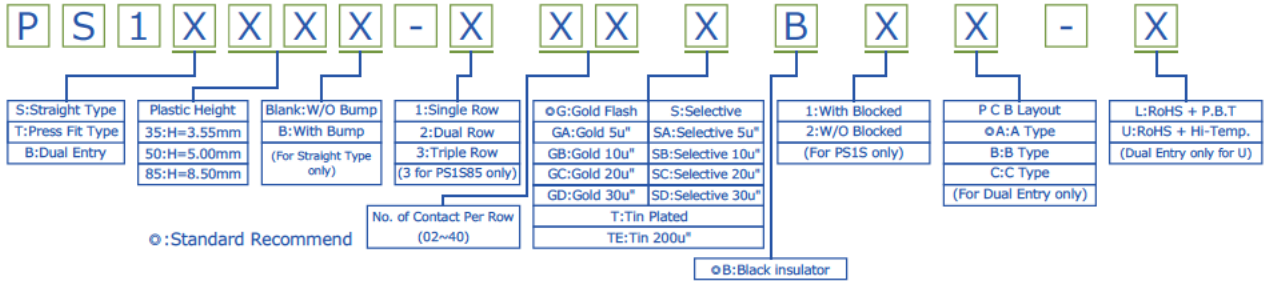 P S 1 X X X X - X X X X B X X - X
S:Straight Type
T:Press Fit Type
B:Dual Entry
Plastic Height
35:H=3.55mm
50:H=5.00mm
85:H=8.50mm
Blank:W/O Bump
B:With Bump
(For Straight Type
only)
1:Single Row
2:Dual Row
3:Triple Row
(3 for PS1S85 only)
No. of Contact Per Row
(02~40)
◎G:Gold Flash
S:Selective
GA:Gold 5u"
SA:Selective 5u"
GB:Gold 10u"
SB:Selective 10u"
GC:Gold 20u"
SC:Selective 20u"
GD:Gold 30u"
SD:Selective 30u"
T:Tin Plated
TE:Tin 200u"
◎B:Black insulator
1:With Blocked
2:W/O Blocked
(For PS1S only)
P C B Layout
◎A:A Type
B:B Type
C:C Type
(For Dual Entry only)
L:RoHS + P.B.T
U:RoHS + Hi-Temp.
(Dual Entry only for U)
◎:Standard Recommend